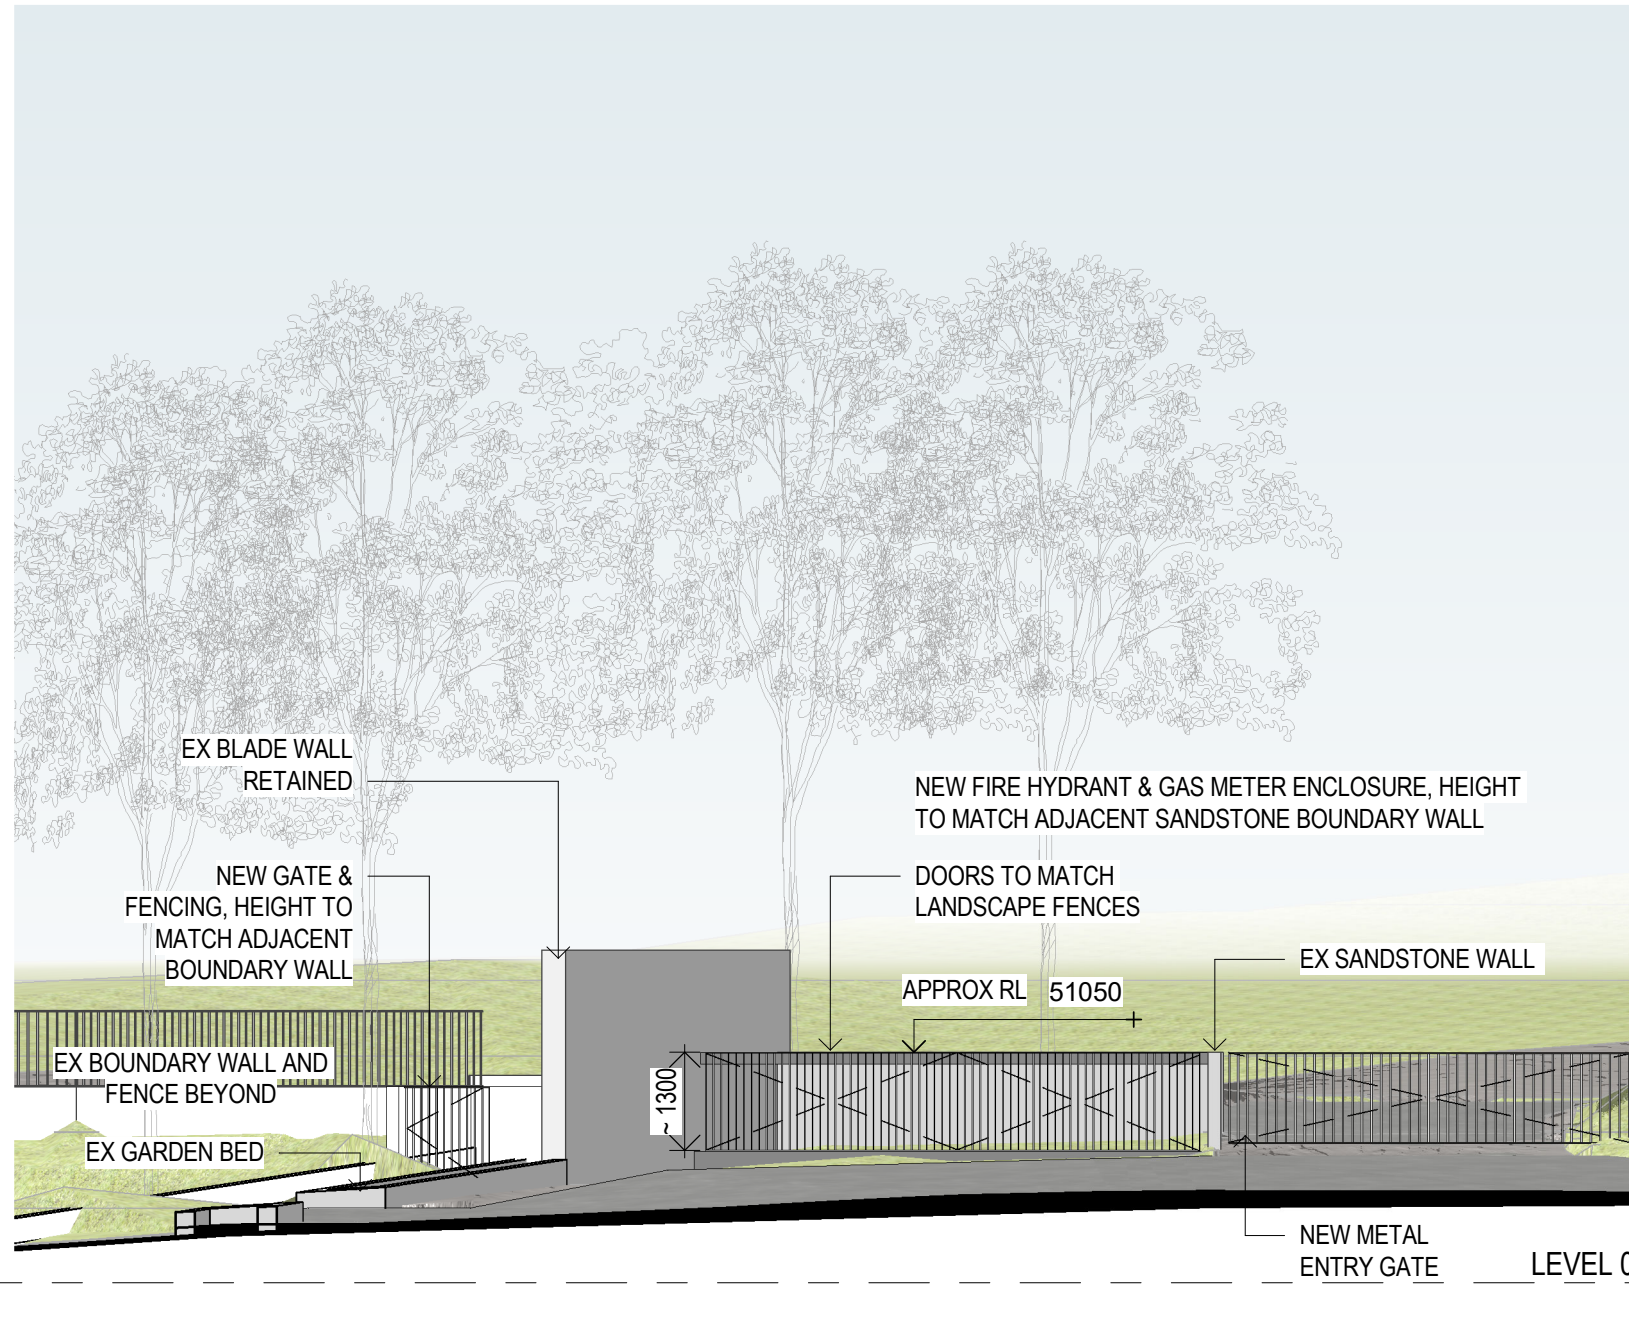 EX BLADE WALL
RETAINED
NEW FIRE HYDRANT & GAS METER ENCLOSURE, HEIGHT
TO MATCH ADJACENT SANDSTONE BOUNDARY WALL
NEW GATE &
FENCING, HEIGHT TO
MATCH ADJACENT
BOUNDARY WALL
DOORS TO MATCH
LANDSCAPE FENCES
EX SANDSTONE WALL
APPROX RL 51050
EX BOUNDARY WALL AND
FENCE BEYOND
~ 1300
EX GARDEN BED
NEW METAL
ENTRY GATE
LEVEL 0